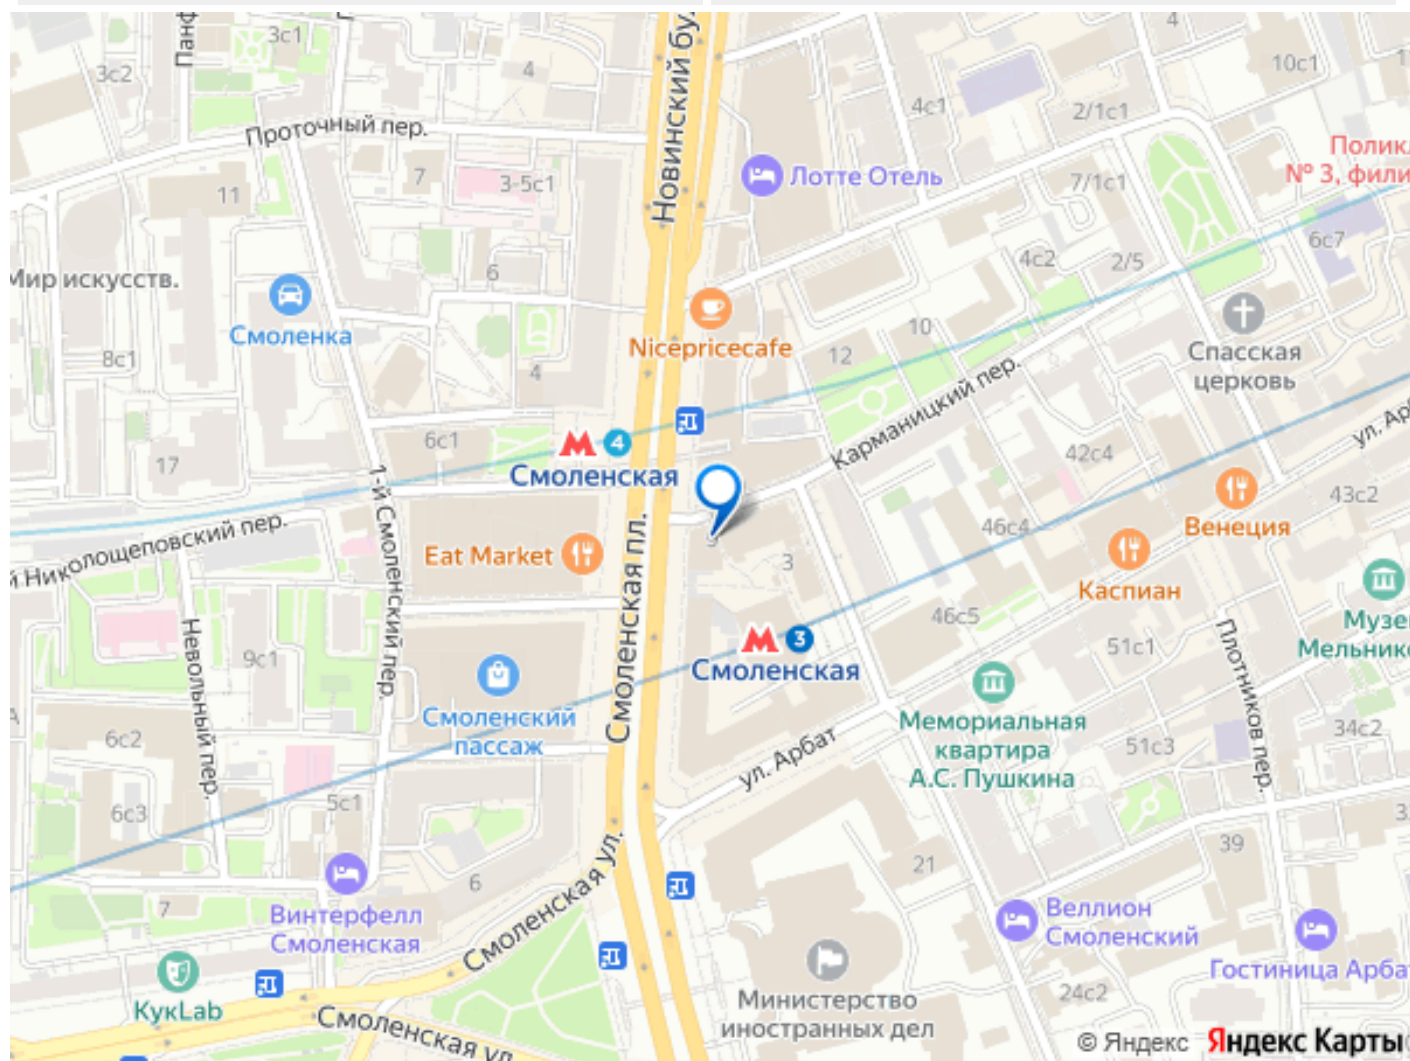 3с1
4
3с2
Проточный пер.
7
3-5с1
11
Новинский бу
4
10с1
4с1
2/1с1
Лотте Отель
7/1с1
№ 3, фили
6с7
4с2
2/5
Мир искусств.
6
Смоленка
Nicepricecafe
10
12
Спасская
церковь
8с1
4
Карманицкий пер.
ул. Ар
6с1
4
Смоленская
17
42с4
43с2
Венеция
1-й Смоленский пер.
й Николощеповский пер.
Eat Market
Смоленская пл.
3
46с4
Каспиан
46с5
3
Смоленская
Музе
Мельнико
51с1
Невольный пер.
9с1
Плотников пер.
Смоленский
пассаж
Мемориальная
квартира
А.С. Пушкина
6с2
ул. Арбат
51с3
34с2
6с3
5с1
39
21
6
Смоленская ул.
7
Винтерфелл
Смоленская
Веллион
Смоленский
Гостиница Арба
КукLab
Министерство
иностранных дел
24с2
Смоленская ул
© Яндекс Яндекс Карты